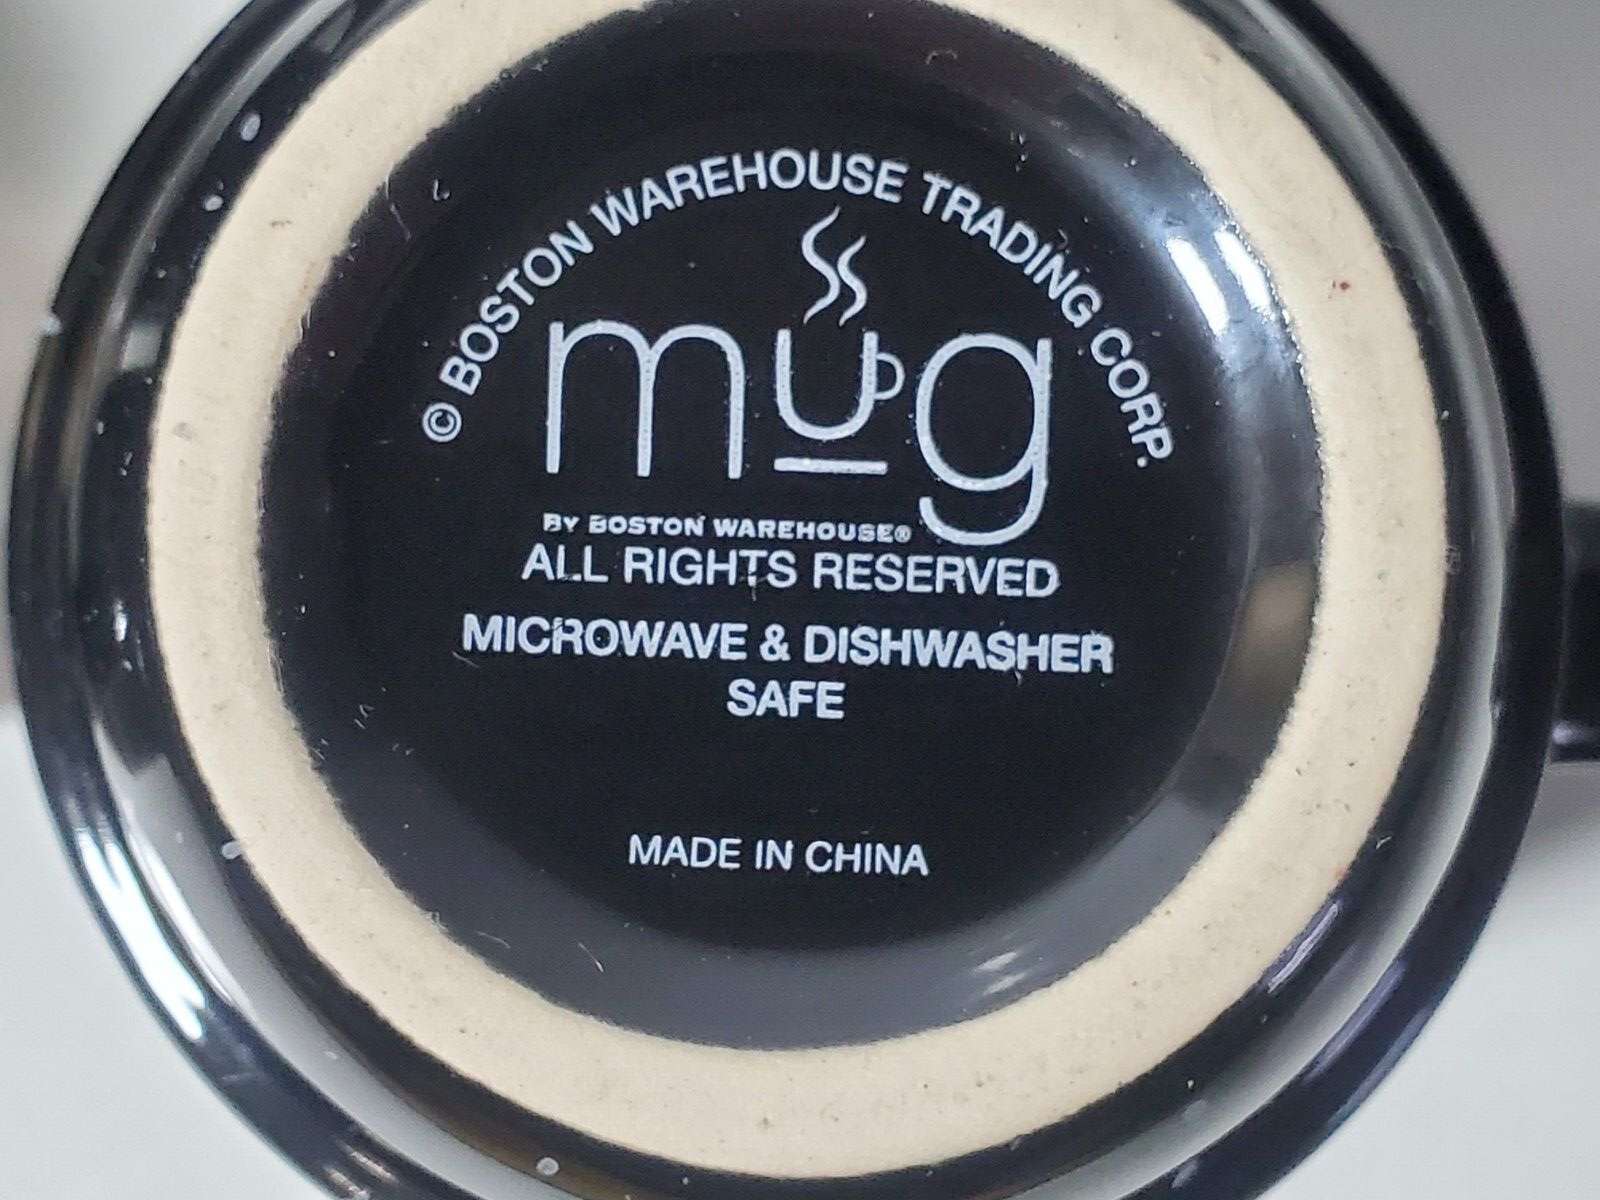 © BOSTON WAREHOUSE TRADING CORP.
mug
BY BOSTON WAREHOUSE®
ALL RIGHTS RESERVED
MICROWAVE & DISHWASHER
SAFE
MADE IN CHINA